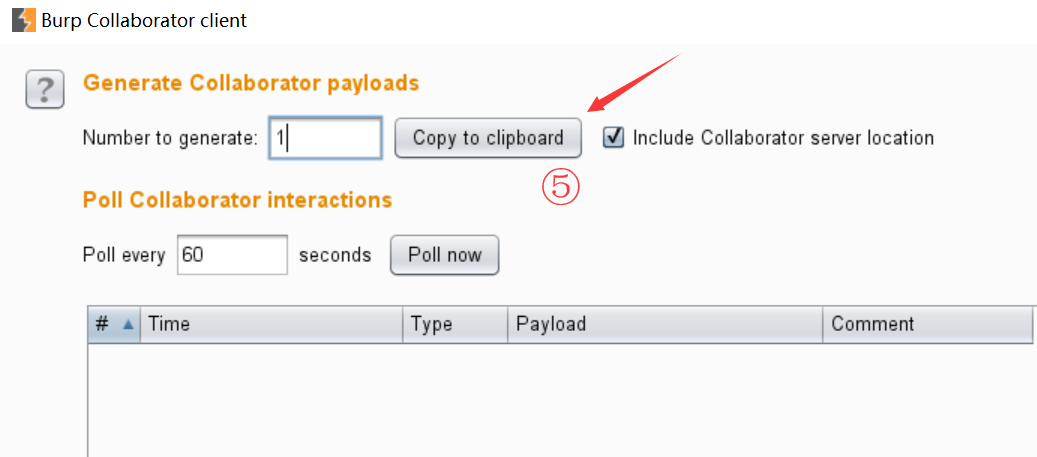 Burp Collaborator client
?
Generate Collaborator payloads
Number to generate: 1 Copy to clipboard Include Collaborator server location
⑤
Poll Collaborator interactions
Poll every 60 seconds Poll now
# Time Type Payload Comment